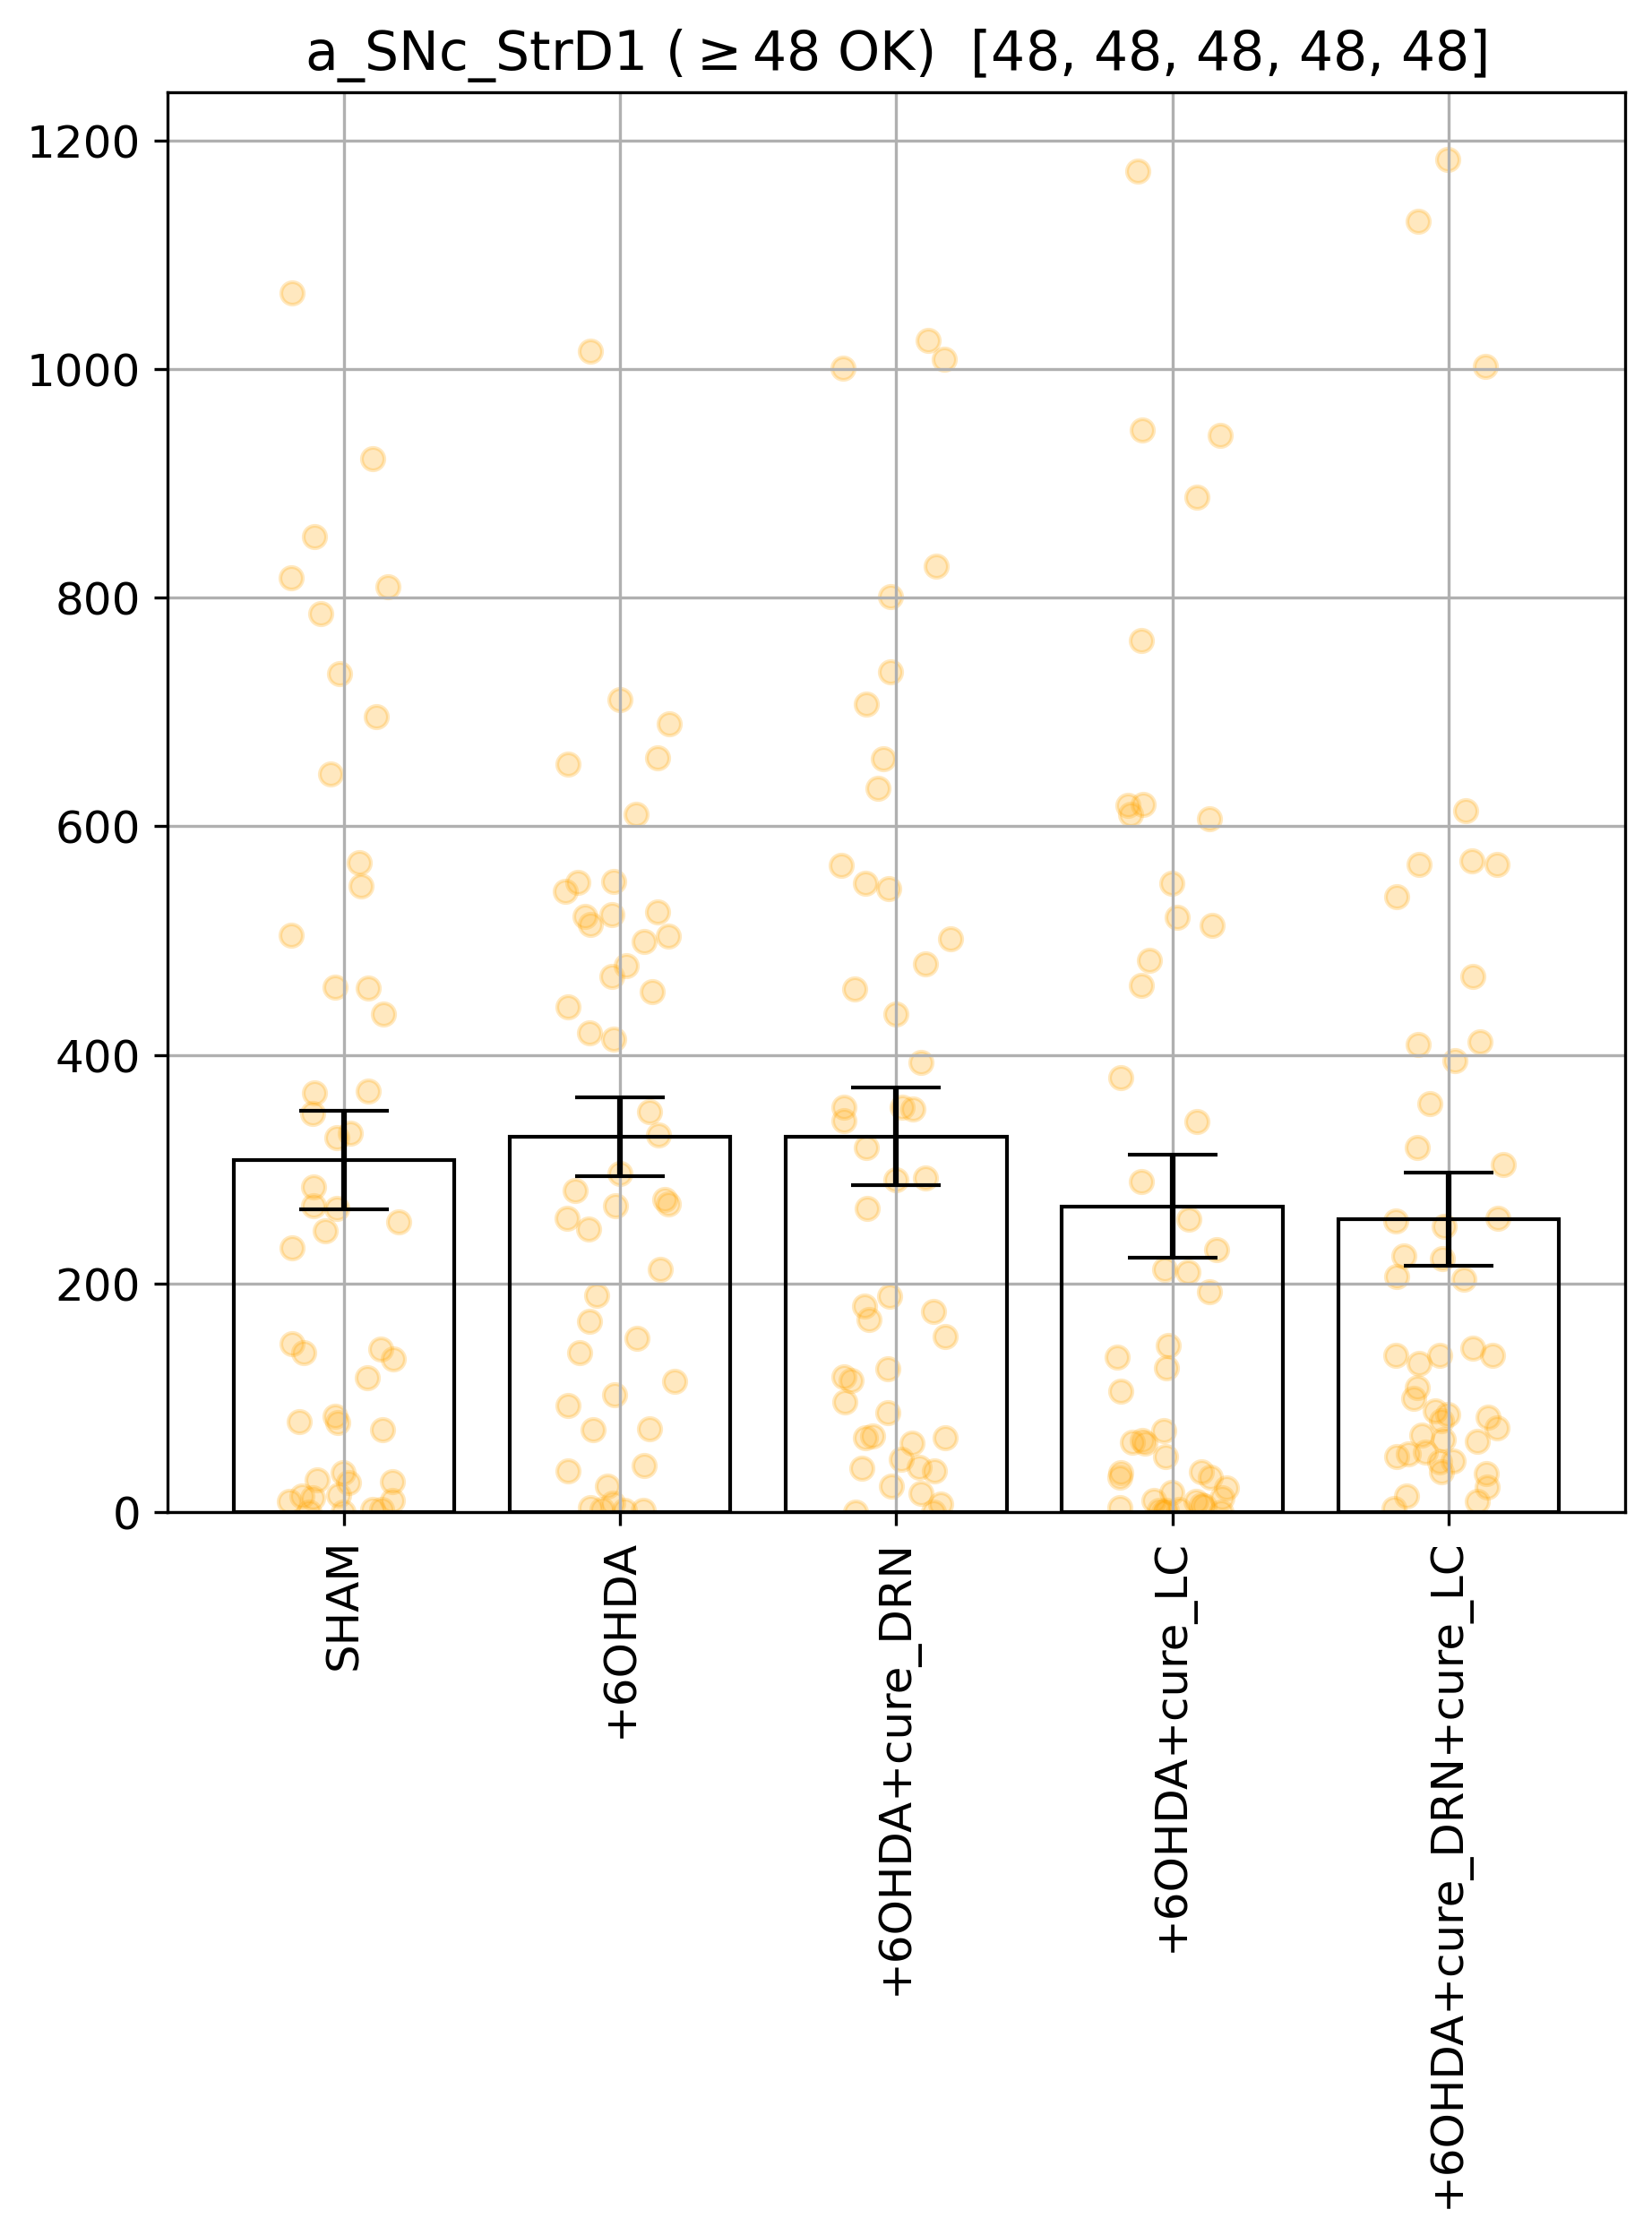 a_SNc_StrD1 (≥48 OK) [48, 48, 48, 48, 48]
1200
1000
800
600
400
200
0
SHAM
+6OHDA
+6OHDA+cure_DRN
+6OHDA+cure_LC
+6OHDA+cure_DRN+cure_LC